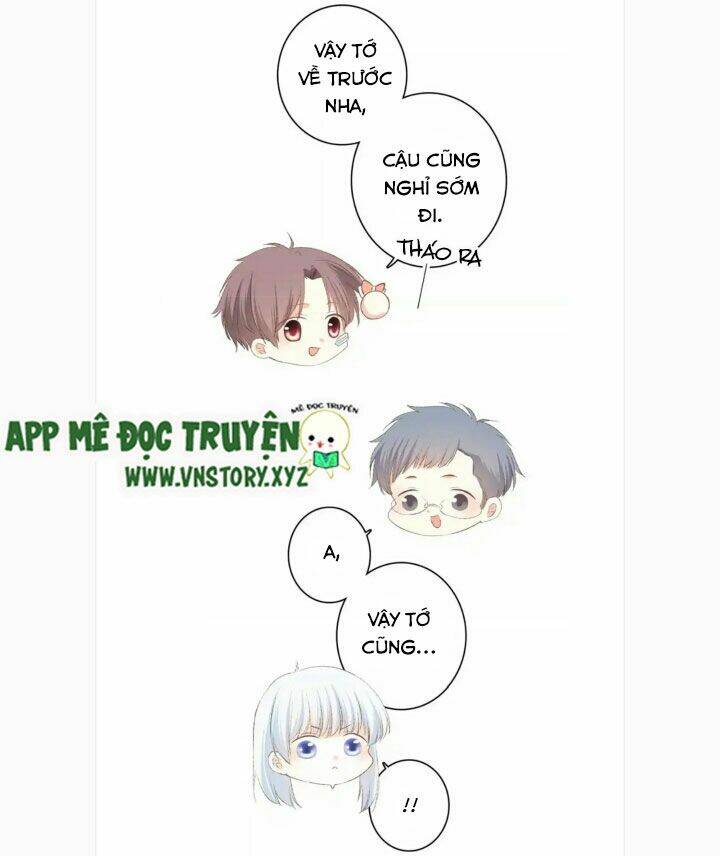 VẬY TỚ
VỀ TRƯỚC
NHA,
CẬU CŨNG
NGHỈ SỚM
ĐI.
THÁO RA
MÊ ĐỌC TRUYỆN
APP MÊ ĐỌC TRUYỆN
WWW.VNSTORY.XYZ
A,
VẬY TỚ
CŨNG...
!!